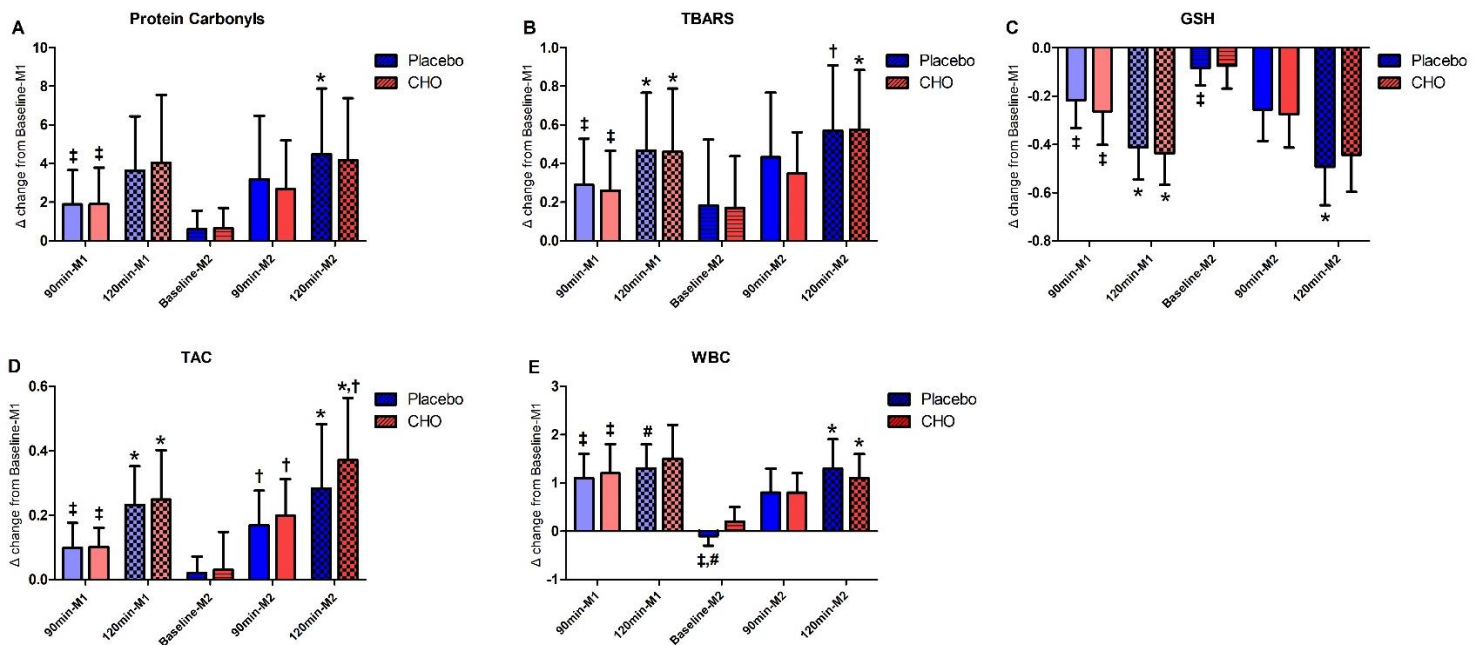 A
Protein Carbonyls
Δ change from Baseline-M1
10
8
6
4
2
0
‡ ‡ *
90min-M1 120min-M1 Baseline-M2 90min-M2 120min-M2
Placebo
CHO
B
TBARS
Δ change from Baseline-M1
1.0
0.8
0.6
0.4
0.2
0.0
‡ ‡ * * † *
90min-M1 120min-M1 Baseline-M2 90min-M2 120min-M2
Placebo
CHO
C
GSH
Δ change from Baseline-M1
0.0
-0.2
-0.4
-0.6
-0.8
‡ ‡ * * ‡ *
90min-M1 120min-M1 Baseline-M2 90min-M2 120min-M2
Placebo
CHO
D
TAC
Δ change from Baseline-M1
0.6
0.4
0.2
0.0
‡ ‡ * * † † * *,†
90min-M1 120min-M1 Baseline-M2 90min-M2 120min-M2
Placebo
CHO
E
WBC
Δ change from Baseline-M1
3
2
1
0
-1
‡ ‡ # ‡,# * *
90min-M1 120min-M1 Baseline-M2 90min-M2 120min-M2
Placebo
CHO